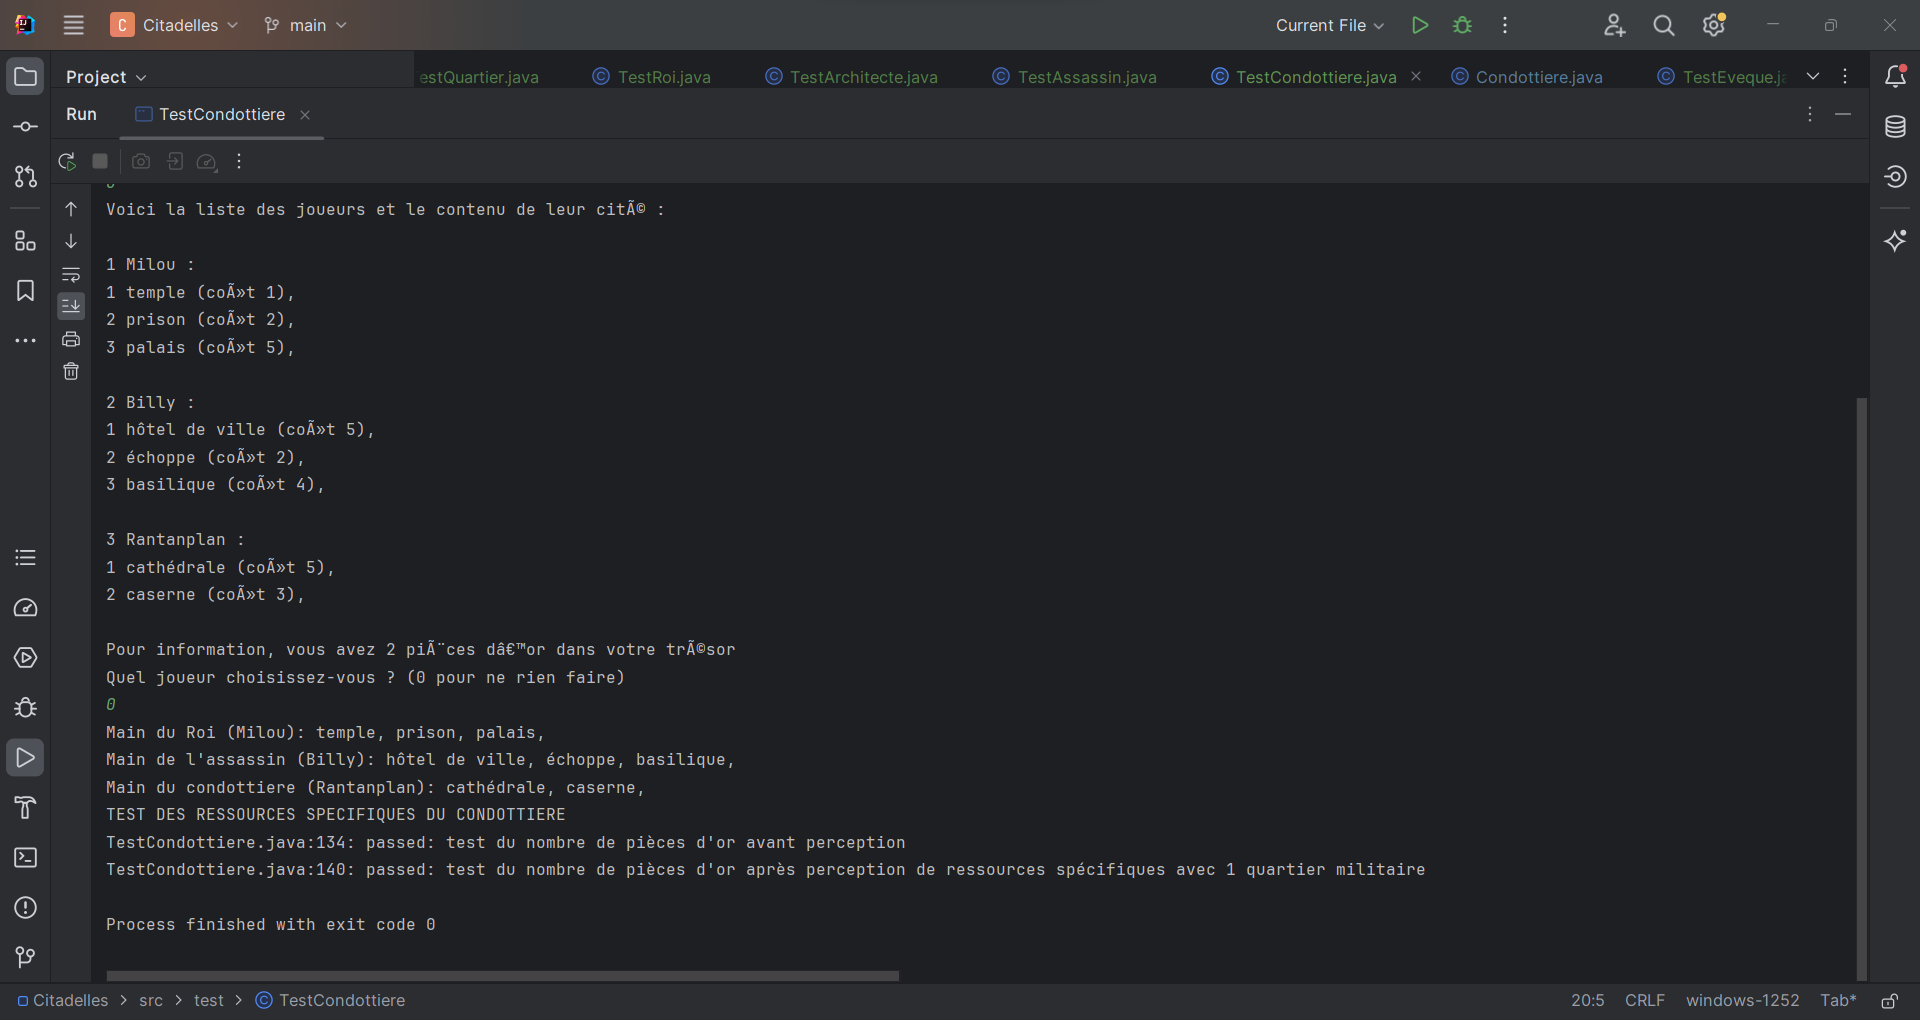 C Citadelles main Current File
Project estQuartier.java TestRoi.java TestArchitecte.java TestAssassin.java TestCondottiere.java Condottiere.java TestEveque.ja
Run TestCondottiere
Voici la liste des joueurs et le contenu de leur citÃ© :
1 Milou :
1 temple (coÃ»t 1),
2 prison (coÃ»t 2),
3 palais (coÃ»t 5),
2 Billy :
1 hôtel de ville (coÃ»t 5),
2 échoppe (coÃ»t 2),
3 basilique (coÃ»t 4),
3 Rantanplan :
1 cathédrale (coÃ»t 5),
2 caserne (coÃ»t 3),
Pour information, vous avez 2 piÃ¨ces dâ€™or dans votre trÃ©sor
Quel joueur choisissez-vous ? (0 pour ne rien faire)
0
Main du Roi (Milou): temple, prison, palais,
Main de l'assassin (Billy): hôtel de ville, échoppe, basilique,
Main du condottiere (Rantanplan): cathédrale, caserne,
TEST DES RESSOURCES SPECIFIQUES DU CONDOTTIERE
TestCondottiere.java:134: passed: test du nombre de pièces d'or avant perception
TestCondottiere.java:140: passed: test du nombre de pièces d'or après perception de ressources spécifiques avec 1 quartier militaire
Process finished with exit code 0
Citadelles > src > test > TestCondottiere 20:5 CRLF windows-1252 Tab*